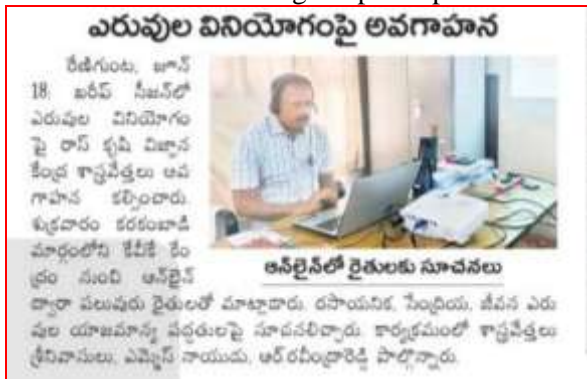 ఎరువుల వినియోగంపై అవగాహన
రేణిగుంట, జూన్
18: ఖరీఫ్ సీజన్‌లో
ఎరువుల వినియోగం
పై రాస్ కృషి విజ్ఞాన
కేంద్ర శాస్త్రవేత్తలు అవ
గాహన కల్పించారు.
శుక్రవారం కరకంబాడి
మార్గంలోని కేవీకే కేం
ద్రం నుంచి ఆన్‌లైన్
ఆన్‌లైన్‌లో రైతులకు సూచనలు
ద్వారా పలువురు రైతులతో మాట్లాడారు. రసాయనిక, సేంద్రియ, జీవన ఎరు
వుల యాజమాన్య పద్ధతులపై సూచనలిచ్చారు. కార్యక్రమంలో శాస్త్రవేత్తలు
శ్రీనివాసులు, ఎమ్మెస్ నాయుడు, ఆర్ రవీంద్రారెడ్డి పాల్గొన్నారు.